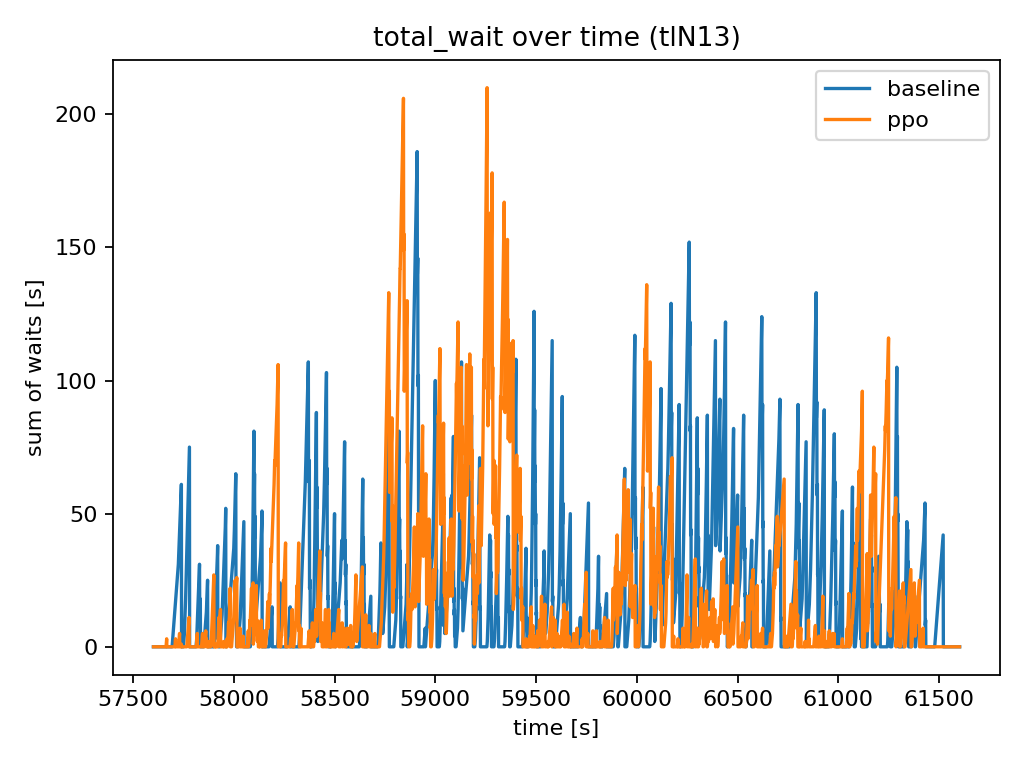 total_wait over time (tlN13)
baseline
ppo
200
150
100
50
0
sum of waits [s]
57500 58000 58500 59000 59500 60000 60500 61000 61500
time [s]